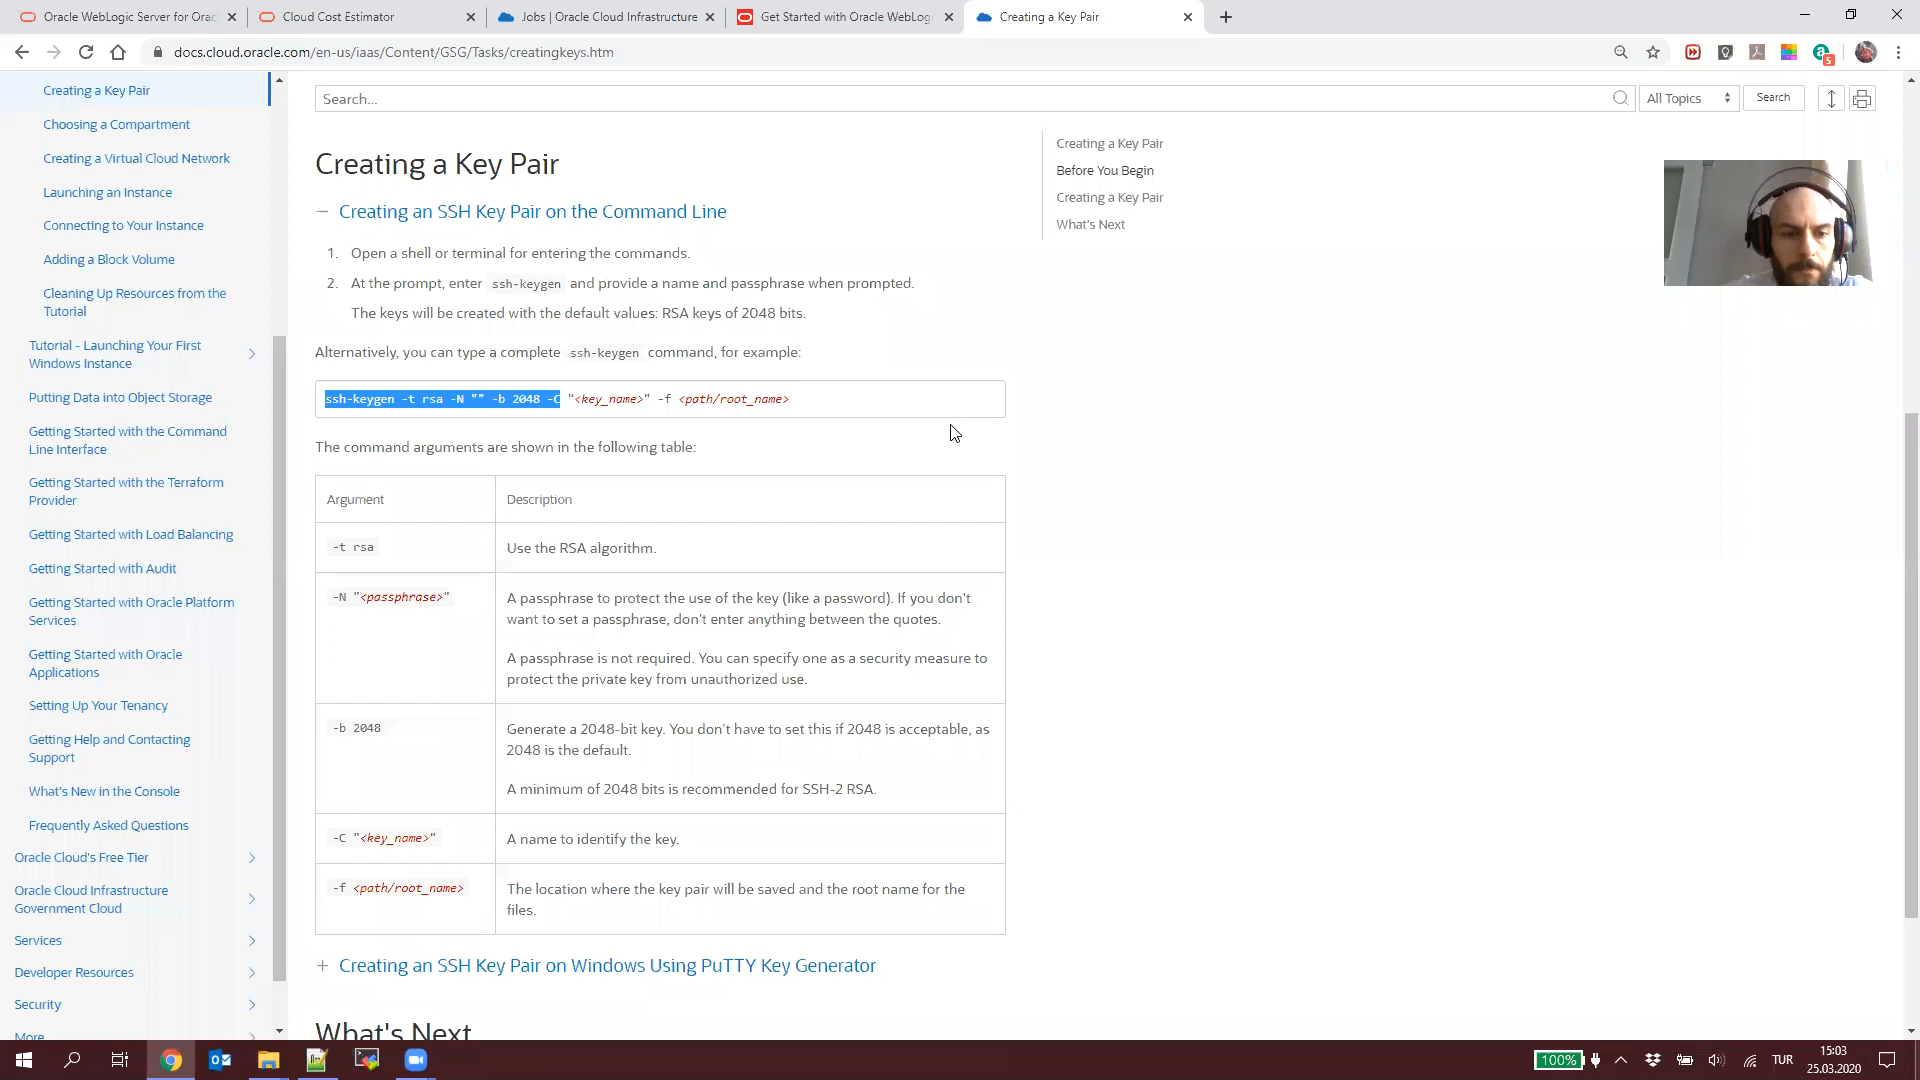 Oracle WebLogic Server for Orac
Cloud Cost Estimator
Jobs | Oracle Cloud Infrastructure
Get Started with Oracle WebLog
Creating a Key Pair
docs.cloud.oracle.com/en-us/iaas/Content/GSG/Tasks/creatingkeys.htm
5
Creating a Key Pair
Choosing a Compartment
Creating a Virtual Cloud Network
Launching an Instance
Connecting to Your Instance
Adding a Block Volume
Cleaning Up Resources from the
Tutorial
Tutorial - Launching Your First
Windows Instance
Putting Data into Object Storage
Getting Started with the Command
Line Interface
Getting Started with the Terraform
Provider
Getting Started with Load Balancing
Getting Started with Audit
Getting Started with Oracle Platform
Services
Getting Started with Oracle
Applications
Setting Up Your Tenancy
Getting Help and Contacting
Support
What's New in the Console
Frequently Asked Questions
Oracle Cloud's Free Tier
Oracle Cloud Infrastructure
Government Cloud
Services
Developer Resources
Security
More
Search...
All Topics
Search
Creating a Key Pair
Creating an SSH Key Pair on the Command Line
1. Open a shell or terminal for entering the commands.
2. At the prompt, enter ssh-keygen and provide a name and passphrase when prompted.
The keys will be created with the default values: RSA keys of 2048 bits.
Alternatively, you can type a complete ssh-keygen command, for example:
ssh-keygen -t rsa -N "" -b 2048 -C "<key_name>" -f <path/root_name>
The command arguments are shown in the following table:
Argument Description
-t rsa Use the RSA algorithm.
-N "<passphrase>" A passphrase to protect the use of the key (like a password). If you don't
want to set a passphrase, don't enter anything between the quotes.
A passphrase is not required. You can specify one as a security measure to
protect the private key from unauthorized use.
-b 2048 Generate a 2048-bit key. You don't have to set this if 2048 is acceptable, as
2048 is the default.
A minimum of 2048 bits is recommended for SSH-2 RSA.
-C "<key_name>" A name to identify the key.
-f <path/root_name> The location where the key pair will be saved and the root name for the
files.
Creating an SSH Key Pair on Windows Using PuTTY Key Generator
What's Next
Creating a Key Pair
Before You Begin
Creating a Key Pair
What's Next
100%
TUR
15:03
25.03.2020